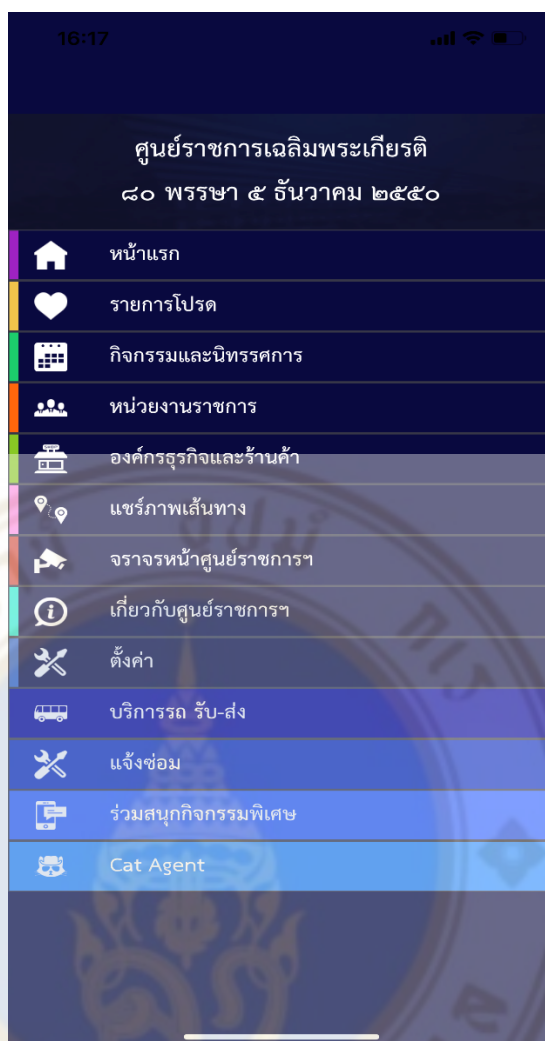 16:17
ศูนย์ราชการเฉลิมพระเกียรติ
๘๐ พรรษา ๕ ธันวาคม ๒๕๕๐
หน้าแรก
รายการโปรด
กิจกรรมและนิทรรศการ
หน่วยงานราชการ
องค์กรธุรกิจและร้านค้า
แชร์ภาพเส้นทาง
จราจรหน้าศูนย์ราชการฯ
เกี่ยวกับศูนย์ราชการฯ
ตั้งค่า
บริการรถ รับ-ส่ง
แจ้งซ่อม
ร่วมสนุกกิจกรรมพิเศษ
Cat Agent